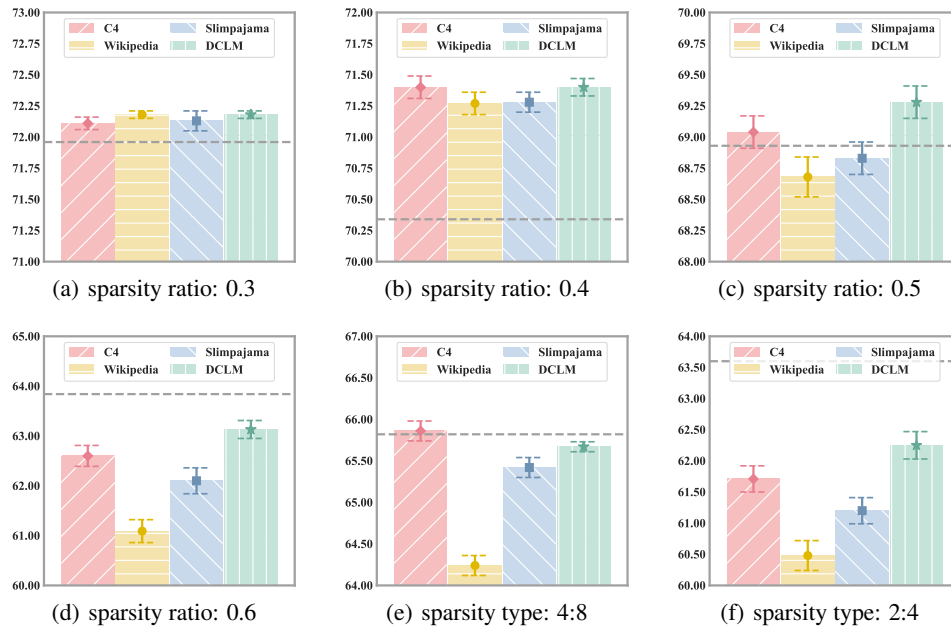 73.00
72.75
72.50
72.25
72.00
71.75
71.50
71.25
71.00
C4 Slimpajama
Wikipedia DCLM
(a) sparsity ratio: 0.3
72.00
71.75
71.50
71.25
71.00
70.75
70.50
70.25
70.00
C4 Slimpajama
Wikipedia DCLM
(b) sparsity ratio: 0.4
70.00
69.75
69.50
69.25
69.00
68.75
68.50
68.25
68.00
C4 Slimpajama
Wikipedia DCLM
(c) sparsity ratio: 0.5
65.00
64.00
63.00
62.00
61.00
60.00
C4 Slimpajama
Wikipedia DCLM
(d) sparsity ratio: 0.6
67.00
66.50
66.00
65.50
65.00
64.50
64.00
C4 Slimpajama
Wikipedia DCLM
(e) sparsity type: 4:8
64.00
63.50
63.00
62.50
62.00
61.50
61.00
60.50
60.00
C4 Slimpajama
Wikipedia DCLM
(f) sparsity type: 2:4